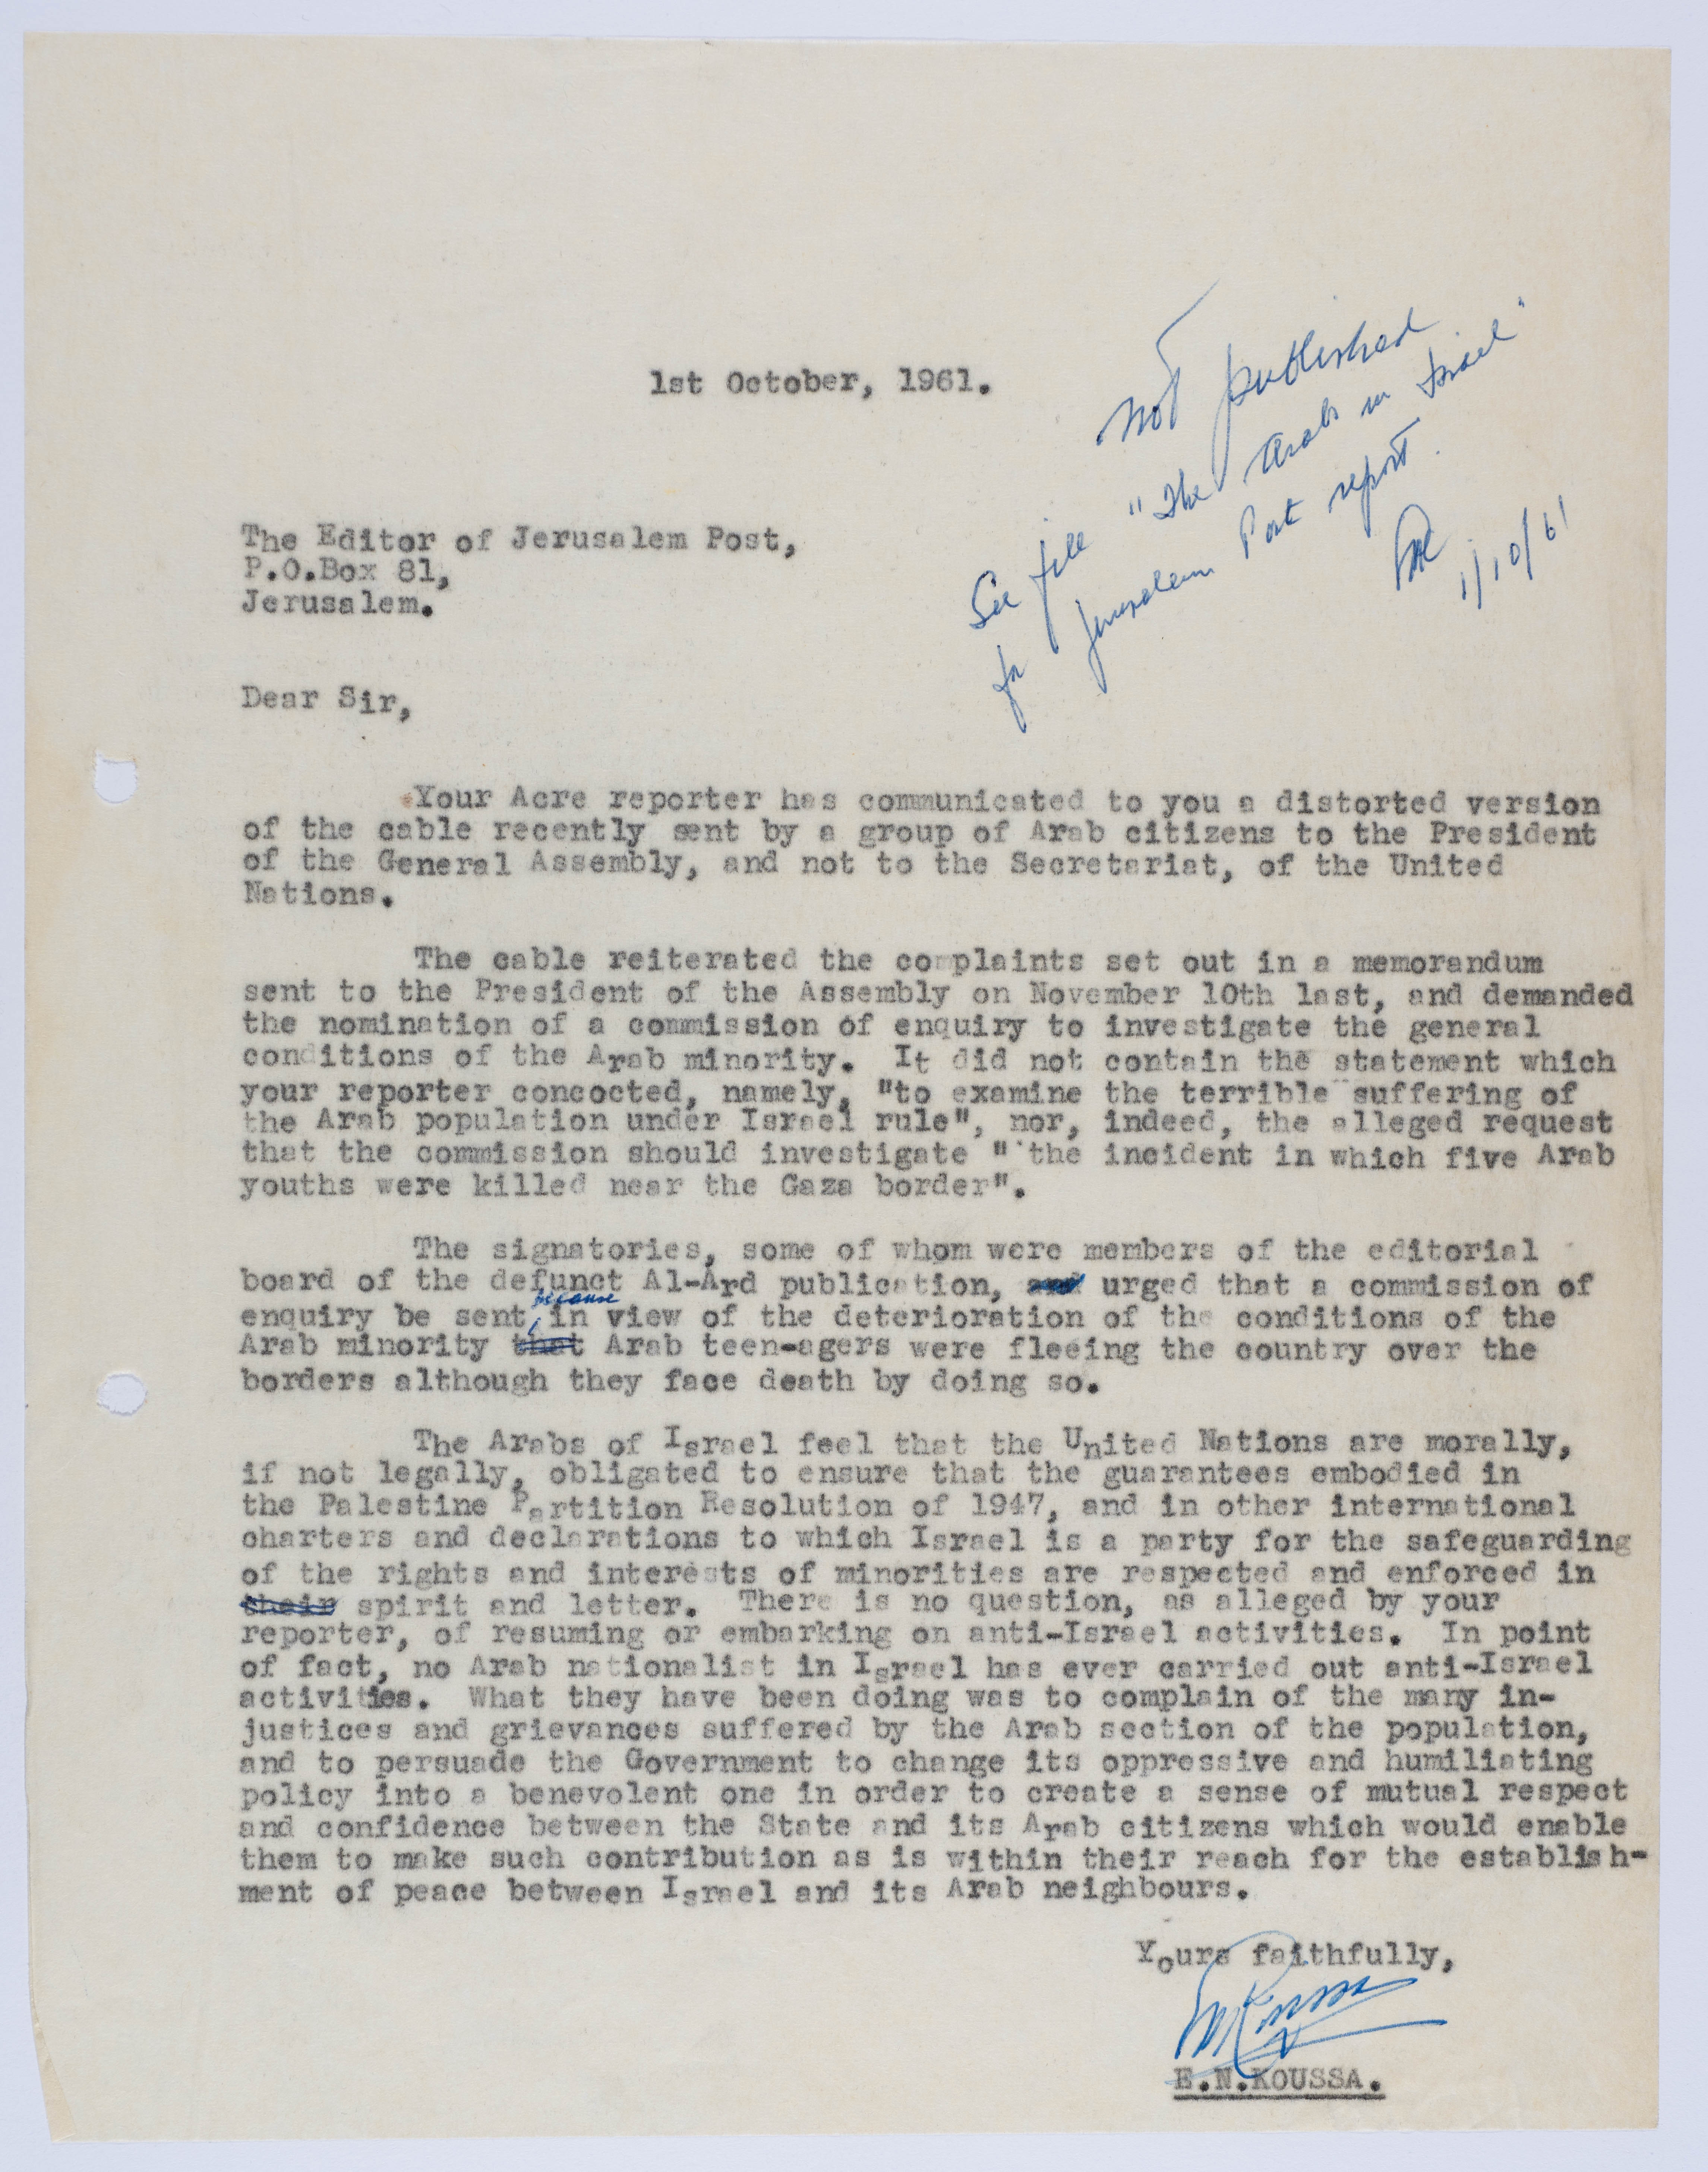 1st October, 1961.
not published
See file "The Arabs in Israel"
for Jerusalem Post report.
1/10/61
The Editor of Jerusalem Post,
P.O.Box 81,
Jerusalem.
Dear Sir,
Your Acre reporter has communicated to you a distorted version
of the cable recently sent by a group of Arab citizens to the President
of the General Assembly, and not to the Secretariat, of the United
Nations.
The cable reiterated the complaints set out in a memorandum
sent to the President of the Assembly on November 10th last, and demanded
the nomination of a commission of enquiry to investigate the general
conditions of the Arab minority. It did not contain the statement which
your reporter concocted, namely, "to examine the terrible suffering of
the Arab population under Israel rule", nor, indeed, the alleged request
that the commission should investigate "the incident in which five Arab
youths were killed near the Gaza border".
The signatories, some of whom were members of the editorial
board of the defunct Al-Ard publication, and urged that a commission of
because
enquiry be sent in view of the deterioration of the conditions of the
Arab minority that Arab teen-agers were fleeing the country over the
borders although they face death by doing so.
The Arabs of Israel feel that the United Nations are morally,
if not legally, obligated to ensure that the guarantees embodied in
the Palestine Partition Resolution of 1947, and in other international
charters and declarations to which Israel is a party for the safeguarding
of the rights and interests of minorities are respected and enforced in
their spirit and letter. There is no question, as alleged by your
reporter, of resuming or embarking on anti-Israel activities. In point
of fact, no Arab nationalist in Israel has ever carried out anti-Israel
activities. What they have been doing was to complain of the many in-
justices and grievances suffered by the Arab section of the population,
and to persuade the Government to change its oppressive and humiliating
policy into a benevolent one in order to create a sense of mutual respect
and confidence between the State and its Arab citizens which would enable
them to make such contribution as is within their reach for the establish-
ment of peace between Israel and its Arab neighbours.
Yours faithfully,
E.N.KOUSSA.